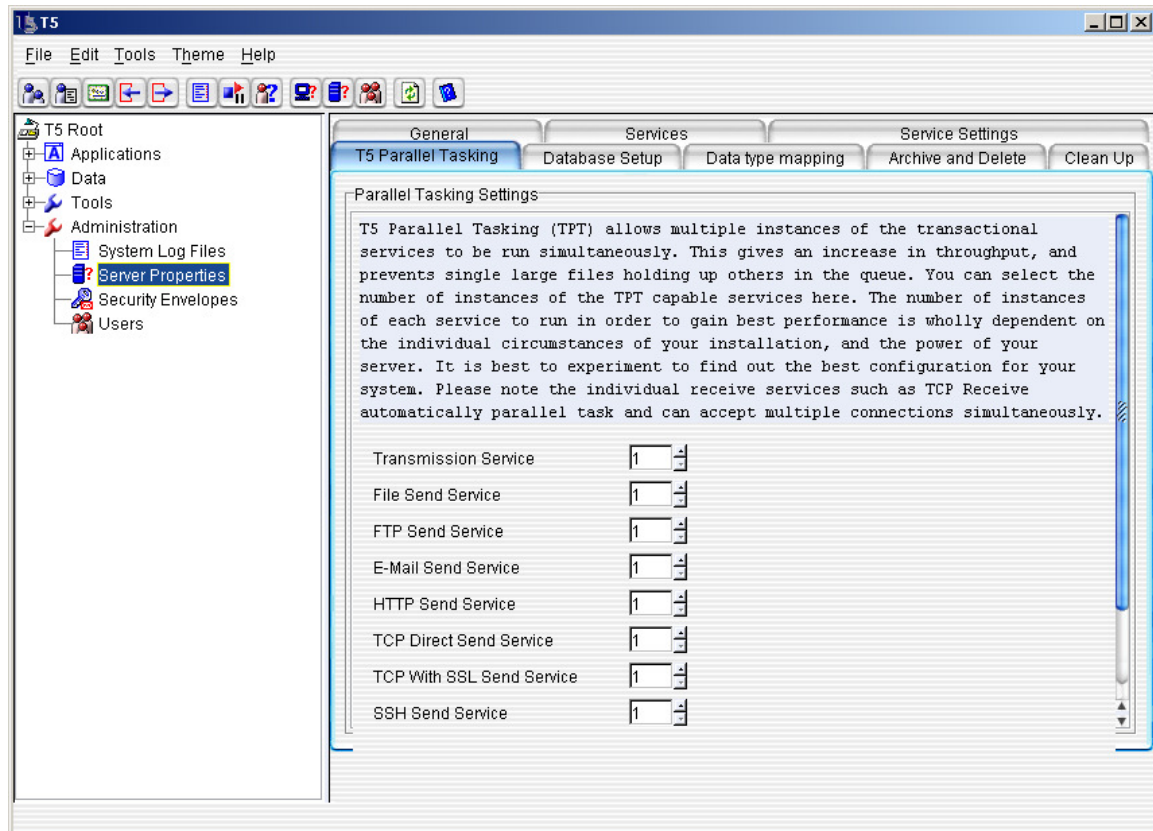 T5
File Edit Tools Theme Help
T5 Root
Applications
Data
Tools
Administration
System Log Files
Server Properties
Security Envelopes
Users
General Services Service Settings
T5 Parallel Tasking Database Setup Data type mapping Archive and Delete Clean Up
Parallel Tasking Settings
T5 Parallel Tasking (TPT) allows multiple instances of the transactional
services to be run simultaneously. This gives an increase in throughput, and
prevents single large files holding up others in the queue. You can select the
number of instances of the TPT capable services here. The number of instances
of each service to run in order to gain best performance is wholly dependent on
the individual circumstances of your installation, and the power of your
server. It is best to experiment to find out the best configuration for your
system. Please note the individual receive services such as TCP Receive
automatically parallel task and can accept multiple connections simultaneously.
Transmission Service 1
File Send Service 1
FTP Send Service 1
E-Mail Send Service 1
HTTP Send Service 1
TCP Direct Send Service 1
TCP With SSL Send Service 1
SSH Send Service 1